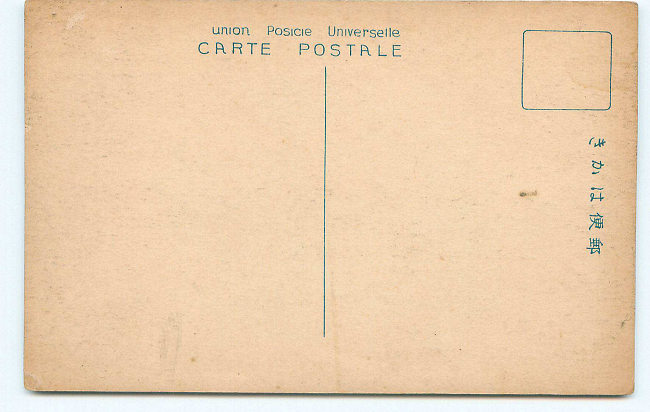 union Posicie Universelle
CARTE POSTALE
郵便はかき